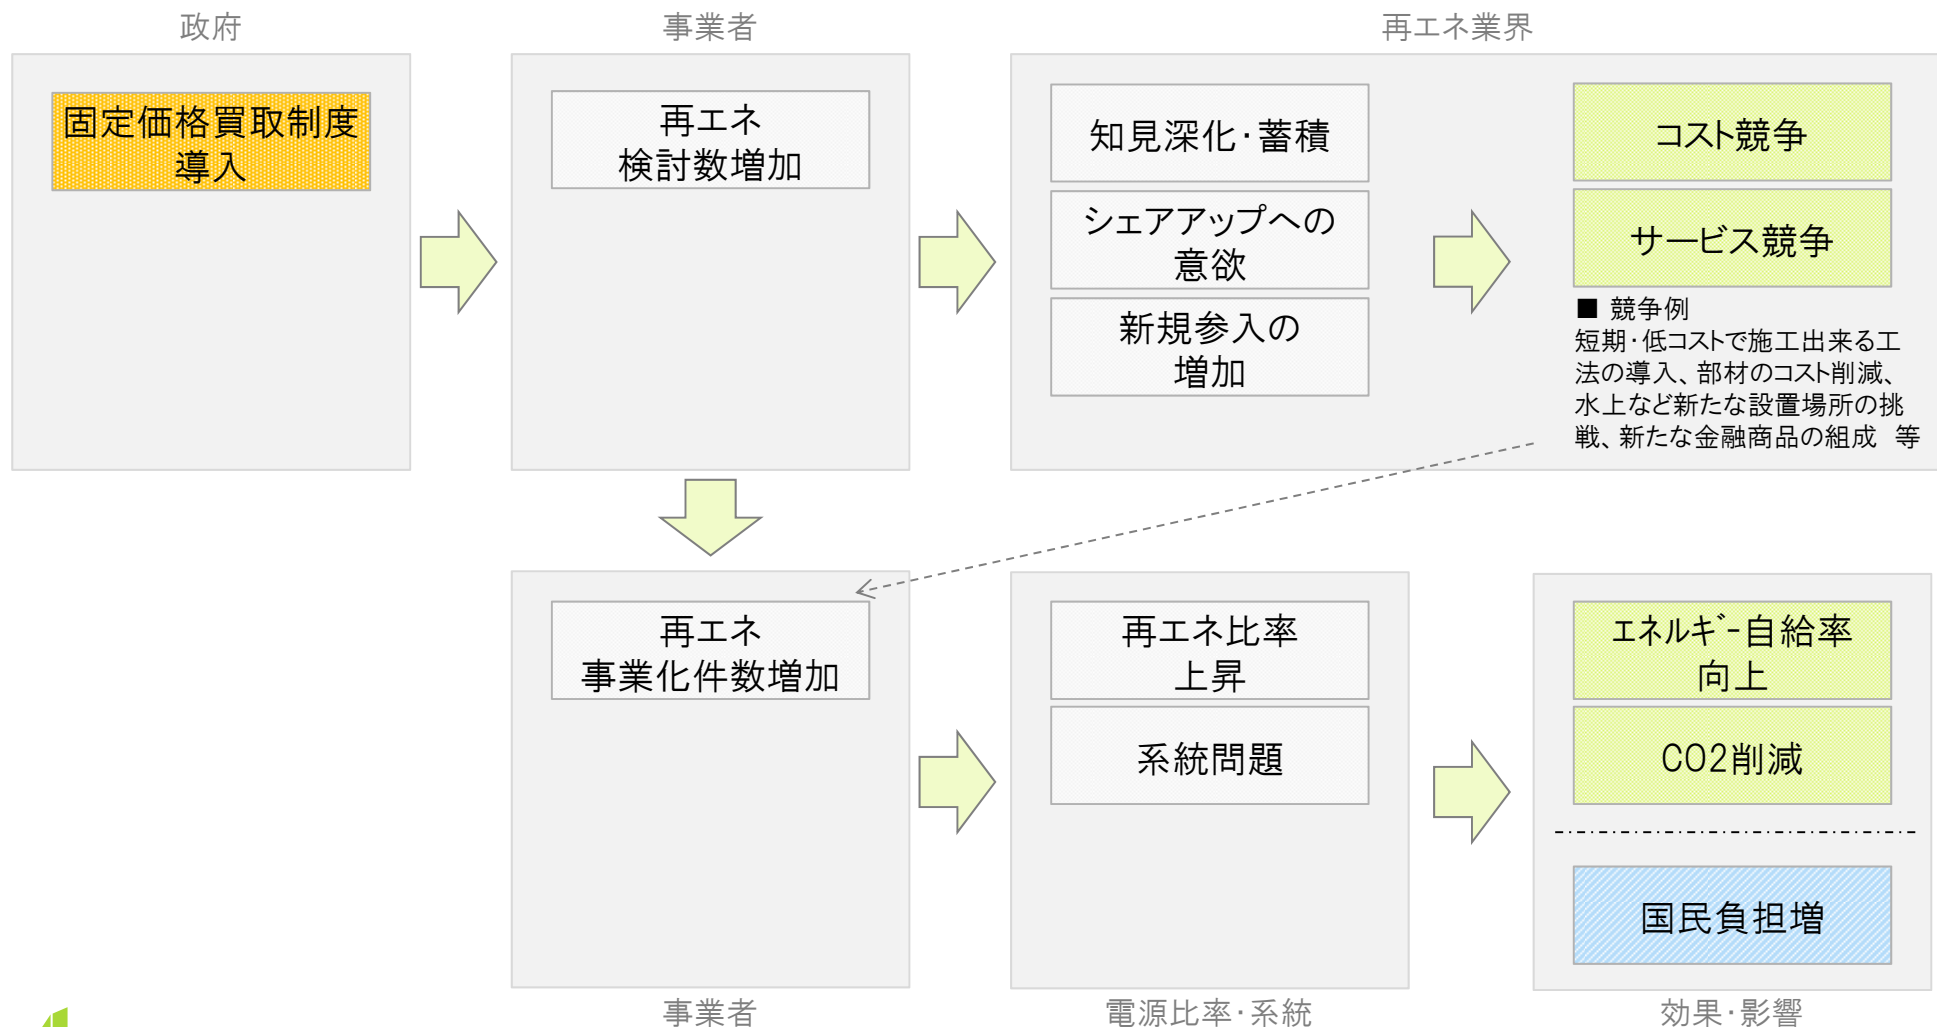 政府
事業者
再エネ業界
固定価格買取制度
導入
再エネ
検討数増加
知見深化・蓄積
シェアアップへの
意欲
新規参入の
増加
コスト競争
サービス競争
■ 競争例
短期・低コストで施工出来る工
法の導入、部材のコスト削減、
水上など新たな設置場所の挑
戦、新たな金融商品の組成　等
再エネ
事業化件数増加
再エネ比率
上昇
系統問題
エネルギー自給率
向上
CO2削減
国民負担増
事業者
電源比率・系統
効果・影響